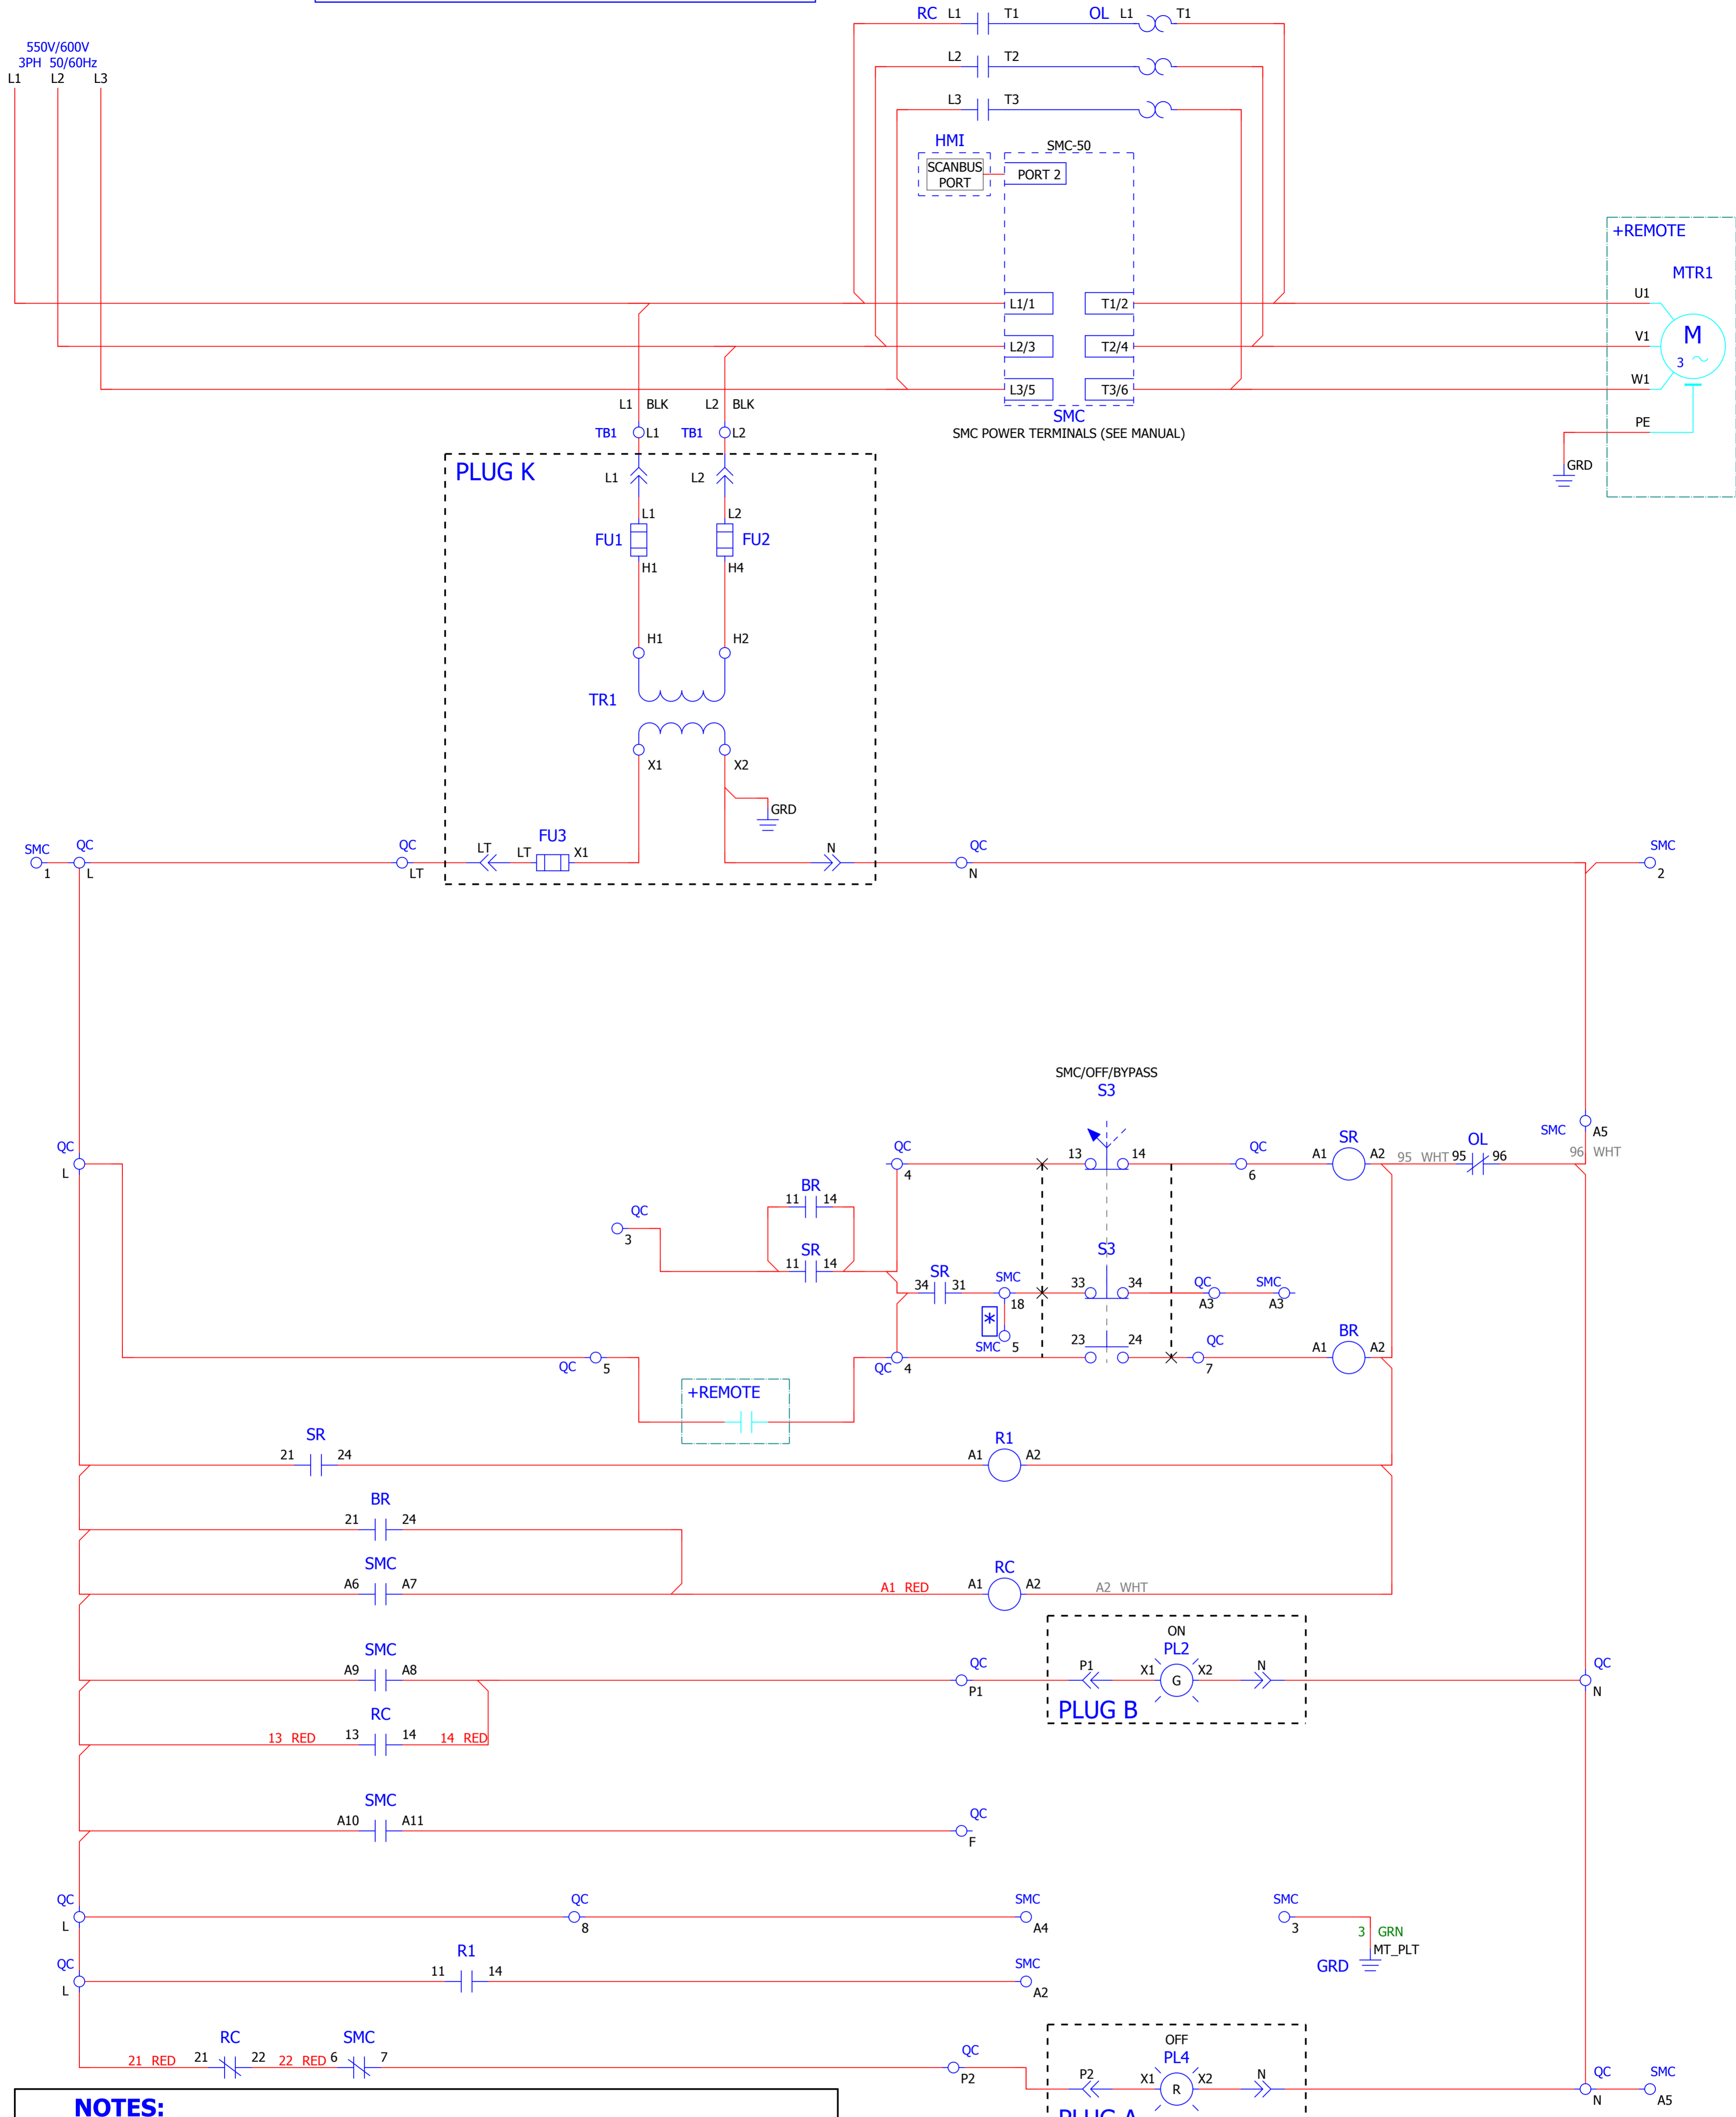 RC L1 T1 OL L1 T1
550V/600V
3PH 50/60Hz
L1 L2 L3
L2 T2
L3 T3
HMI
SMC-50
SCANBUS
PORT
PORT 2
+REMOTE
MTR1
L1/1 T1/2 U1
L2/3 T2/4 V1 M
3
L3/5 T3/6 W1
L1 BLK L2 BLK
SMC
SMC POWER TERMINALS (SEE MANUAL)
PE
TB1 L1 TB1 L2
GRD
PLUG K
L1 L2
L1 L2
FU1 FU2
H1 H4
H1 H2
TR1
X1 X2
GRD
SMC QC QC LT LT FU3 X1 N QC SMC
1 L LT N 2
SMC/OFF/BYPASS
S3
QC QC 13 14 QC SR OL SMC A5
L 4 6 A1 A2 95 WHT 95 96 96 WHT
BR
11 14
QC
3
SR S3
11 14
SR SMC QC SMC
34 31 18 33 34 A3 A3
*
SMC 5 23 24 QC BR
QC 5 QC 4 7 A1 A2
+REMOTE
SR R1
21 24 A1 A2
BR
21 24
SMC RC
A6 A7 A1 RED A1 A2 A2 WHT
ON
SMC QC PL2 QC
A9 A8 P1 P1 X1 G X2 N N
PLUG B
RC
13 RED 13 14 14 RED
SMC QC
A10 A11 F
QC QC SMC SMC
L 8 A4 3
3 GRN
MT_PLT
GRD
QC R1 SMC
L 11 14 A2
RC SMC QC OFF
21 RED 21 22 22 RED 6 7 P2 PL4 QC SMC
P2 X1 R X2 N N A5
NOTES:
PLUG A